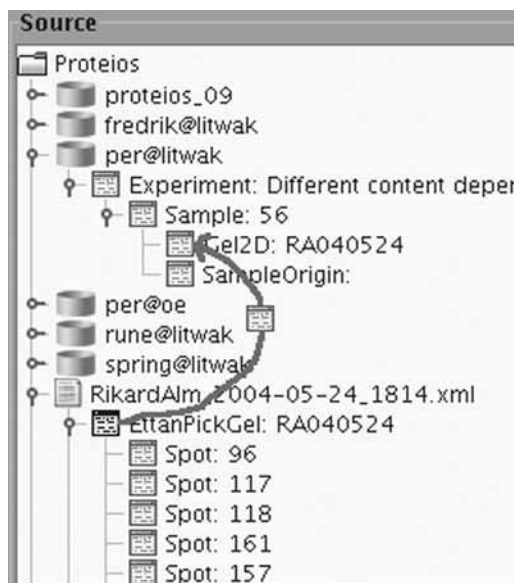 Source
Proteios
proteios_09
fredrik@litwak
per@litwak
Experiment: Different content deper
Sample: 56
Gel2D: RA040524
SampleOrigin:
per@oe
rune@litwak
spring@litwak
RikardAlm_2004-05-24_1814.xml
EttanPickGel: RA040524
Spot: 96
Spot: 117
Spot: 118
Spot: 161
Spot: 157